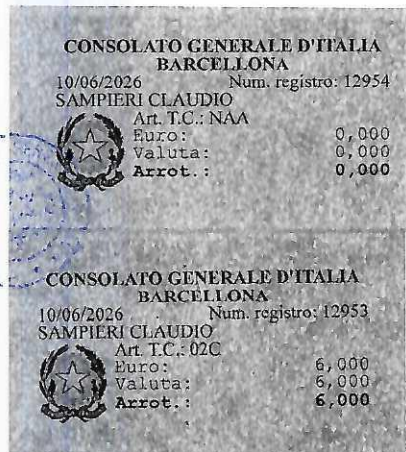 CONSOLATO GENERALE D'ITALIA
BARCELLONA
10/06/2026 Num. registro: 12954
SAMPIERI CLAUDIO
Art. T.C.: NAA
Euro: 0,000
Valuta: 0,000
Arrot.: 0,000
CONSOLATO GENERALE D'ITALIA
BARCELLONA
10/06/2026 Num. registro: 12953
SAMPIERI CLAUDIO
Art. T.C.: 02C
Euro: 6,000
Valuta: 6,000
Arrot.: 6,000